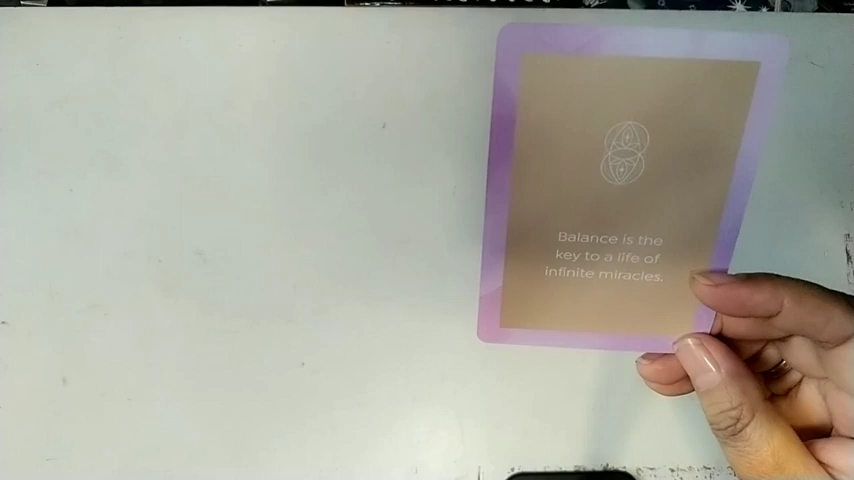 Balance is the
key to a life of
infinite miracles.